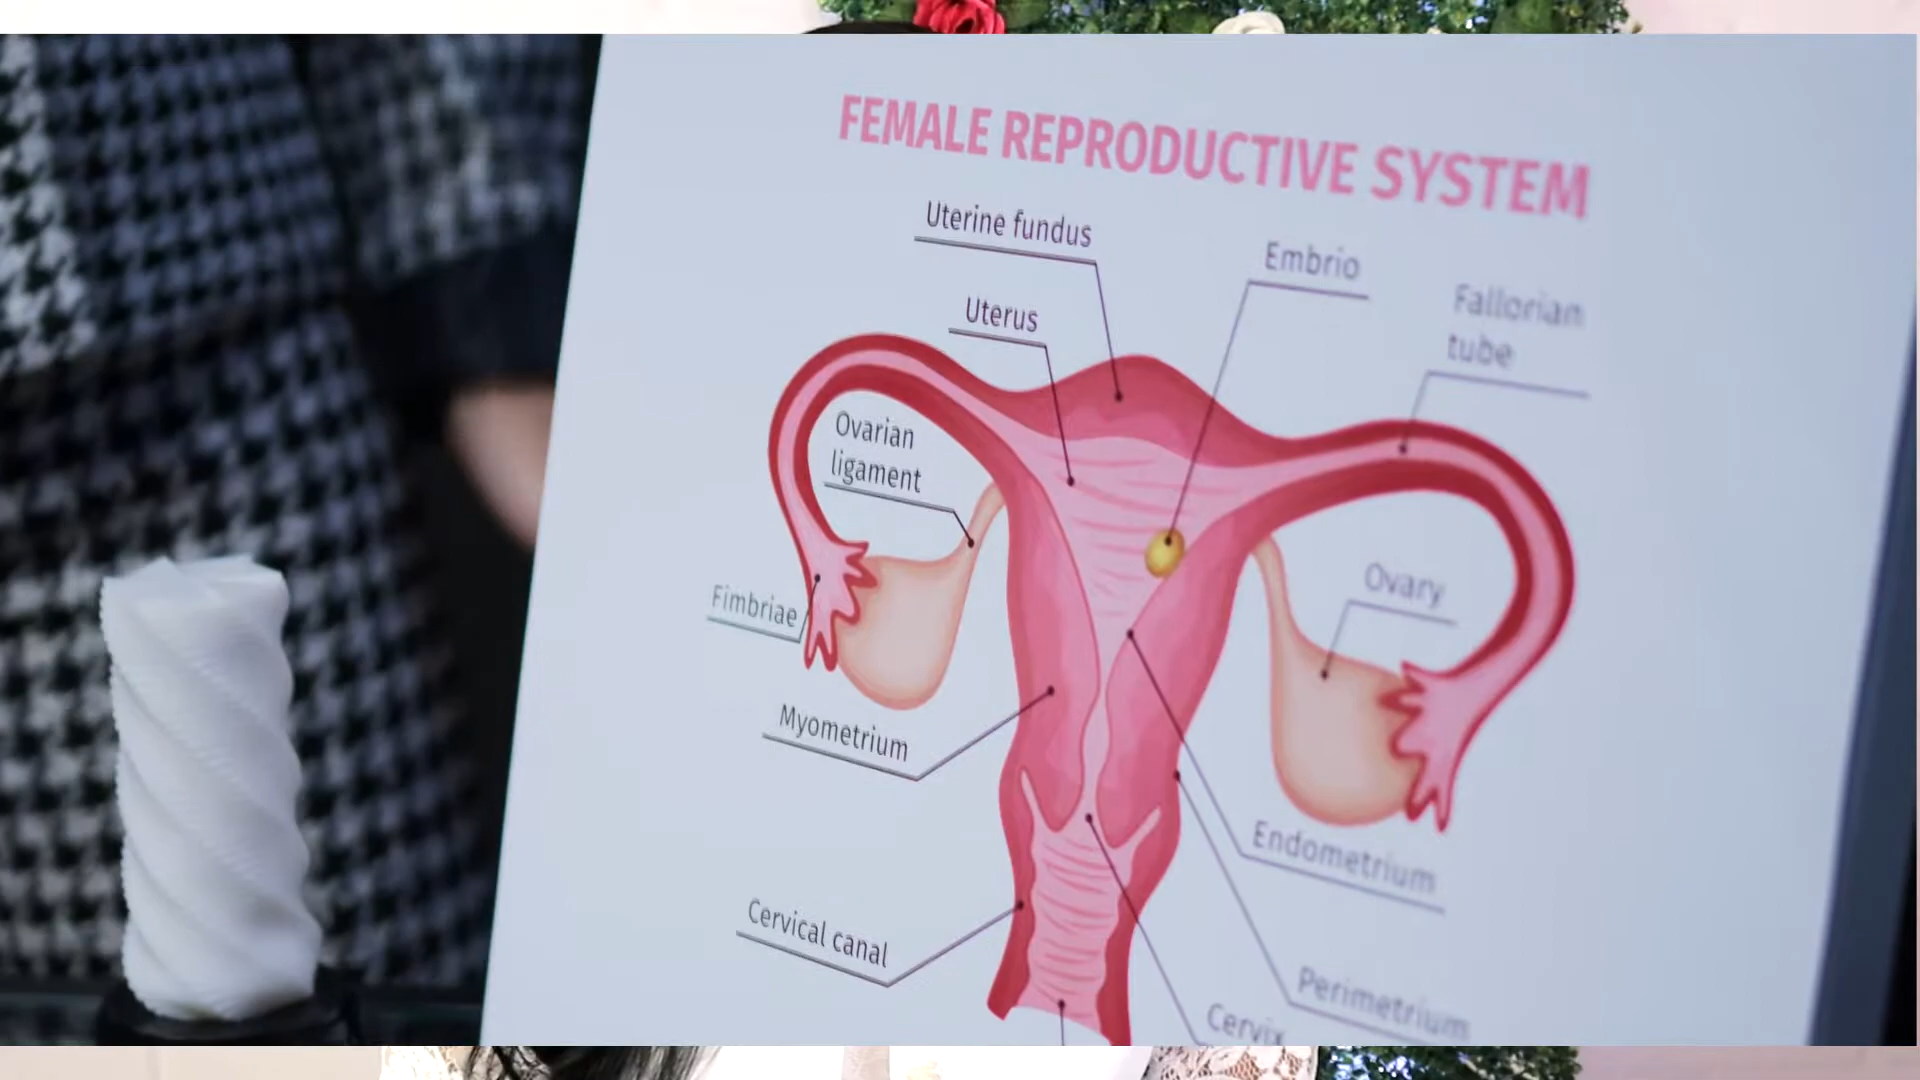 FEMALE REPRODUCTIVE SYSTEM
Uterine fundus
Embrio
Fallorian
tube
Uterus
Ovarian
ligament
Ovary
Fimbriae
Myometrium
Endometrium
Cervical canal
Perimetrium
Cervix